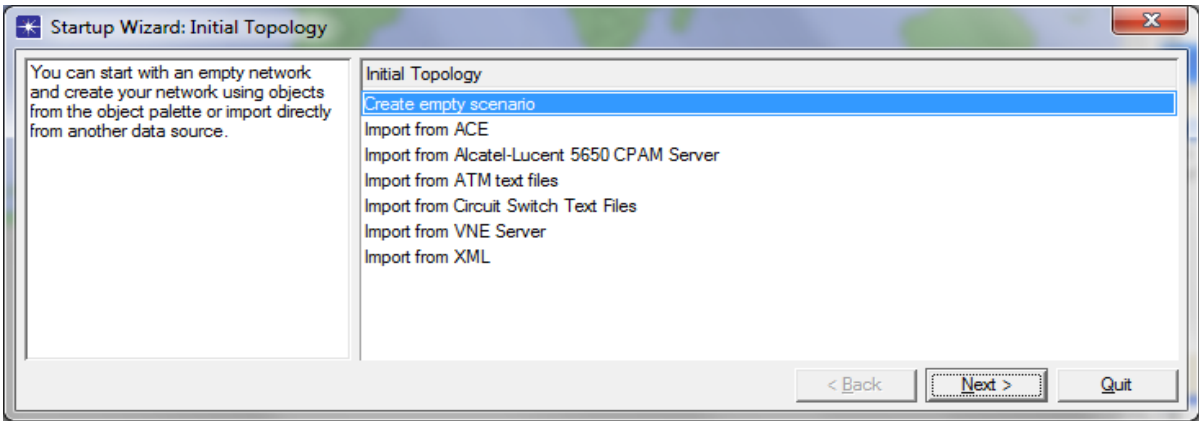 Startup Wizard: Initial Topology
You can start with an empty network
and create your network using objects
from the object palette or import directly
from another data source.
Initial Topology
Create empty scenario
Import from ACE
Import from Alcatel-Lucent 5650 CPAM Server
Import from ATM text files
Import from Circuit Switch Text Files
Import from VNE Server
Import from XML
< Back
Next >
Quit